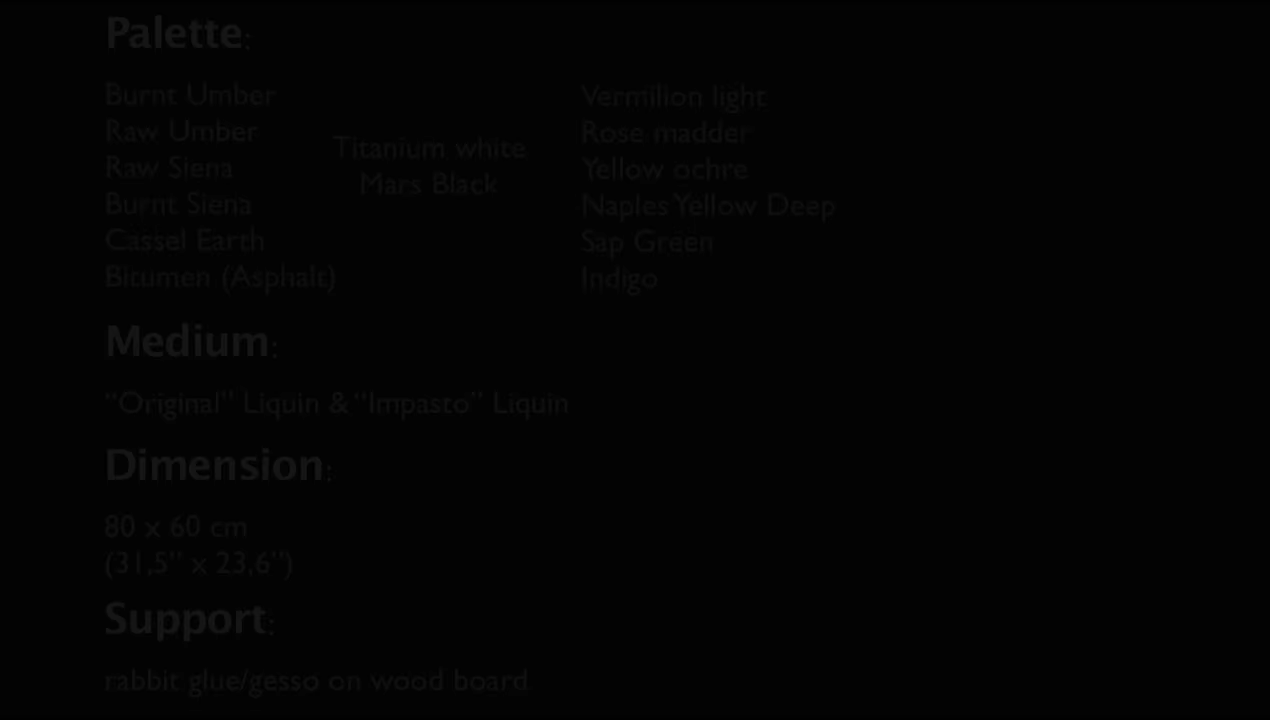 Palette:
Burnt Umber
Raw Umber
Raw Siena
Burnt Siena
Cassel Earth
Bitumen (Asphalt)
Titanium white
Mars Black
Vermilion light
Rose madder
Yellow ochre
Naples Yellow Deep
Sap Green
Indigo
Medium:
“Original” Liquin & “Impasto” Liquin
Dimension:
80 x 60 cm
(31,5” x 23,6”)
Support:
rabbit glue/gesso on wood board